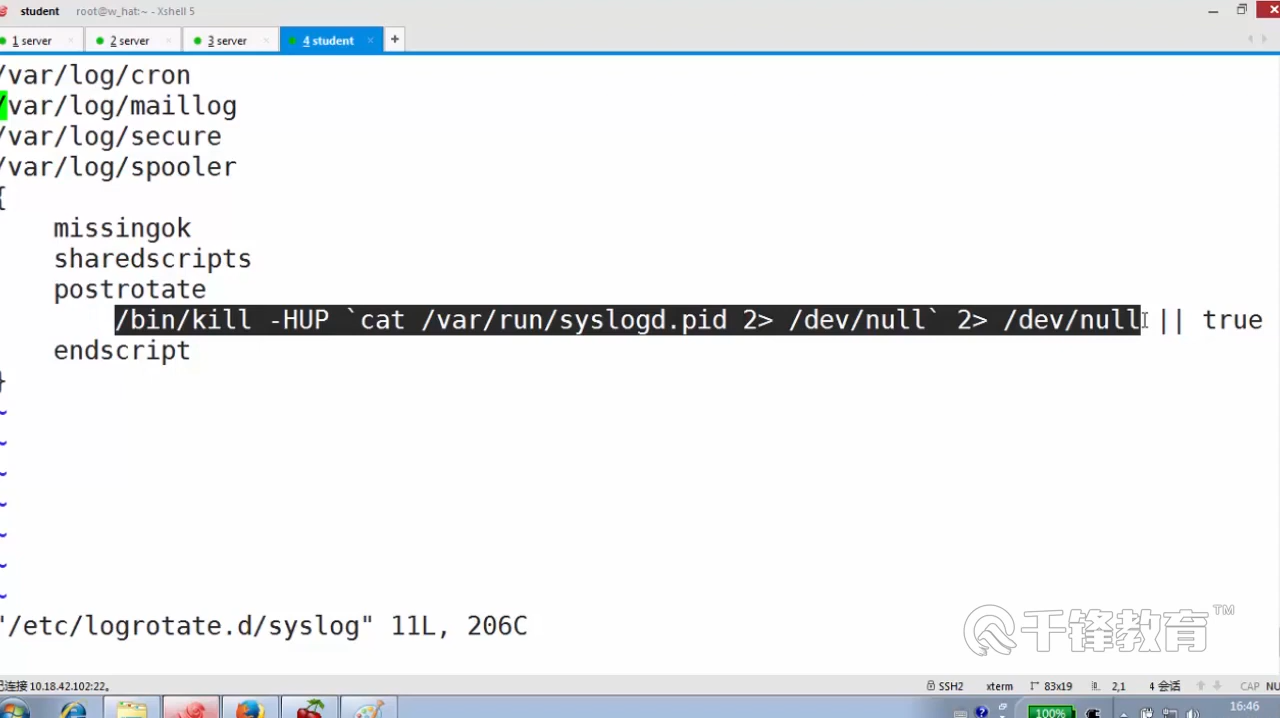 student root@w_hat:~ - Xshell 5
1 server 2 server 3 server 4 student +
/var/log/cron
/var/log/maillog
/var/log/secure
/var/log/spooler
{
missingok
sharedscripts
postrotate
/bin/kill -HUP `cat /var/run/syslogd.pid 2> /dev/null` 2> /dev/null || true
endscript
}
~
~
~
~
~
~
~
"/etc/logrotate.d/syslog" 11L, 206C
千锋教育™
已连接 10.18.42.102:22。 SSH2 xterm 83x19 2,1 4 会话 CAP NU
100% 16:46